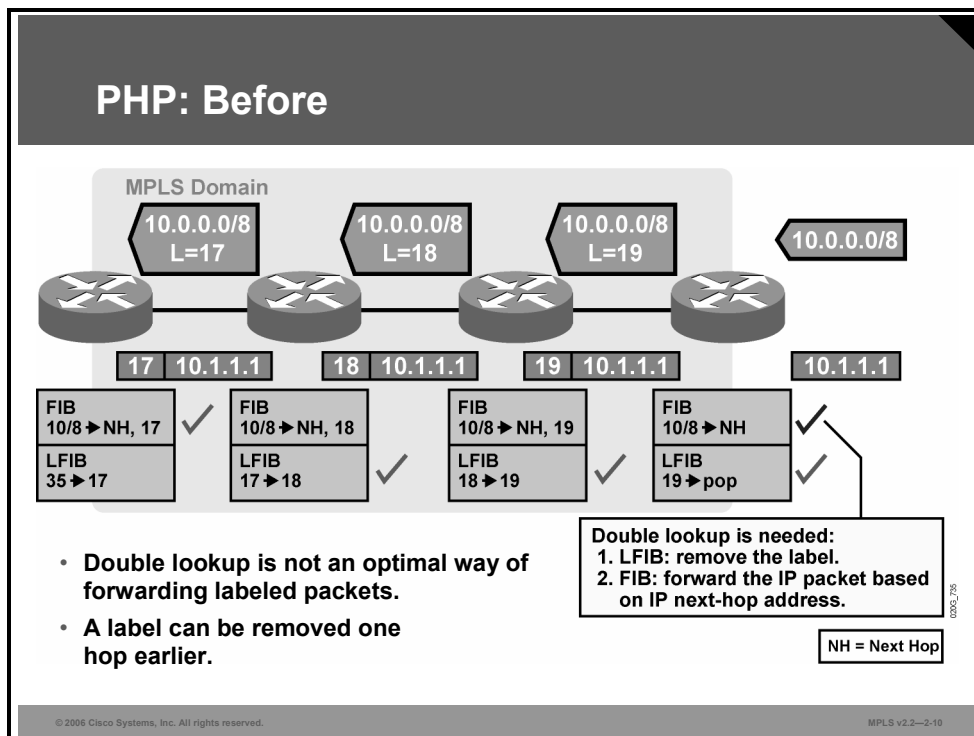 PHP: Before
MPLS Domain
10.0.0.0/8
L=17
10.0.0.0/8
L=18
10.0.0.0/8
L=19
10.0.0.0/8
17 10.1.1.1
18 10.1.1.1
19 10.1.1.1
10.1.1.1
FIB
10/8 → NH, 17
LFIB
35 → 17
FIB
10/8 → NH, 18
LFIB
17 → 18
FIB
10/8 → NH, 19
LFIB
18 → 19
FIB
10/8 → NH
LFIB
19 → pop
Double lookup is needed:
1. LFIB: remove the label.
2. FIB: forward the IP packet based
on IP next-hop address.
• Double lookup is not an optimal way of
forwarding labeled packets.
• A label can be removed one
hop earlier.
020G_735
NH = Next Hop
© 2006 Cisco Systems, Inc. All rights reserved.
MPLS v2.2—2-10